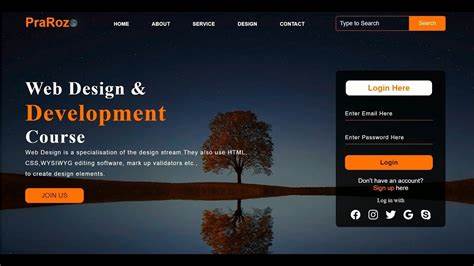 PraRoz
HOME ABOUT SERVICE DESIGN CONTACT
Type to Search Search
Web Design &
Development
Course
Web Design is a specialisation of the design stream.They also use HTML,
CSS,WYSIWYG editing software, mark up validators etc.,
to create design elements.
JOIN US
Login Here
Enter Email Here
Enter Password Here
Login
Don't have an account?
Sign up here
Log in with